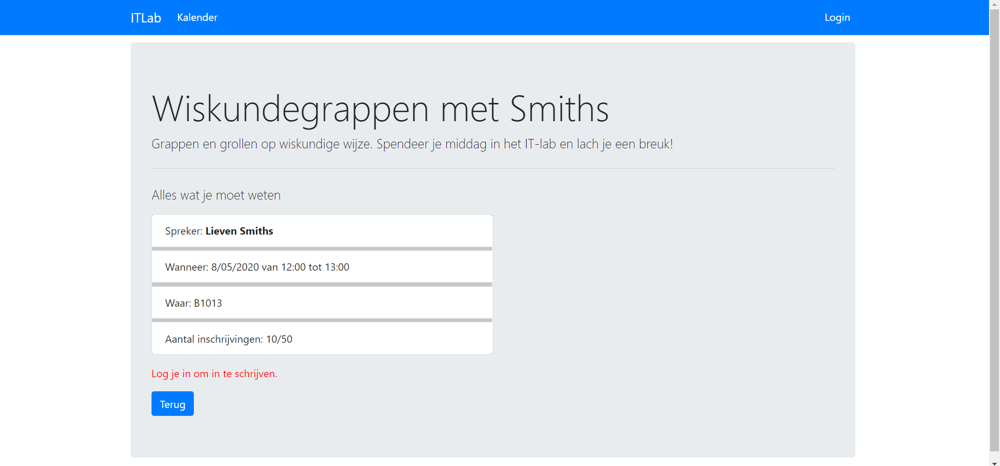 ITLab Kalender Login
Wiskundegrappen met Smiths
Grappen en grollen op wiskundige wijze. Spendeer je middag in het IT-lab en lach je een breuk!
Alles wat je moet weten
Spreker: Lieven Smiths
Wanneer: 8/05/2020 van 12:00 tot 13:00
Waar: B1013
Aantal inschrijvingen: 10/50
Log je in om in te schrijven.
Terug